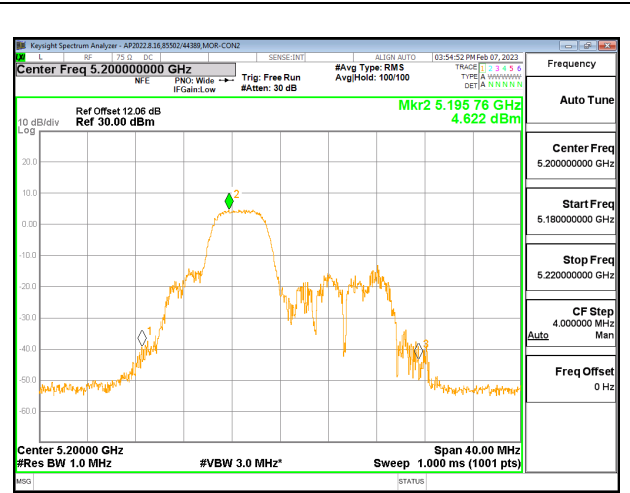 Keysight Spectrum Analyzer - AP2022.8.16,85502/44389,MOR-CON2
L RF 75 Ω DC SENSE:INT ALIGN AUTO 03:54:52 PM Feb 07, 2023
Center Freq 5.200000000 GHz
NFE
PNO: Wide
IFGain:Low
Trig: Free Run
#Atten: 30 dB
#Avg Type: RMS
Avg|Hold: 100/100
TRACE 1 2 3 4 5 6
TYPE A WWWWW
DET A N N N N N
Ref Offset 12.06 dB
Ref 30.00 dBm
10 dB/div
Log
Mkr2 5.195 76 GHz
4.622 dBm
20.0
10.0
0.00
-10.0
-20.0
-30.0
-40.0
-50.0
-60.0
1
2
3
Center 5.20000 GHz
#Res BW 1.0 MHz
#VBW 3.0 MHz*
Span 40.00 MHz
Sweep 1.000 ms (1001 pts)
MSG
STATUS
Frequency
Auto Tune
Center Freq
5.200000000 GHz
Start Freq
5.180000000 GHz
Stop Freq
5.220000000 GHz
CF Step
4.000000 MHz
Auto Man
Freq Offset
0 Hz